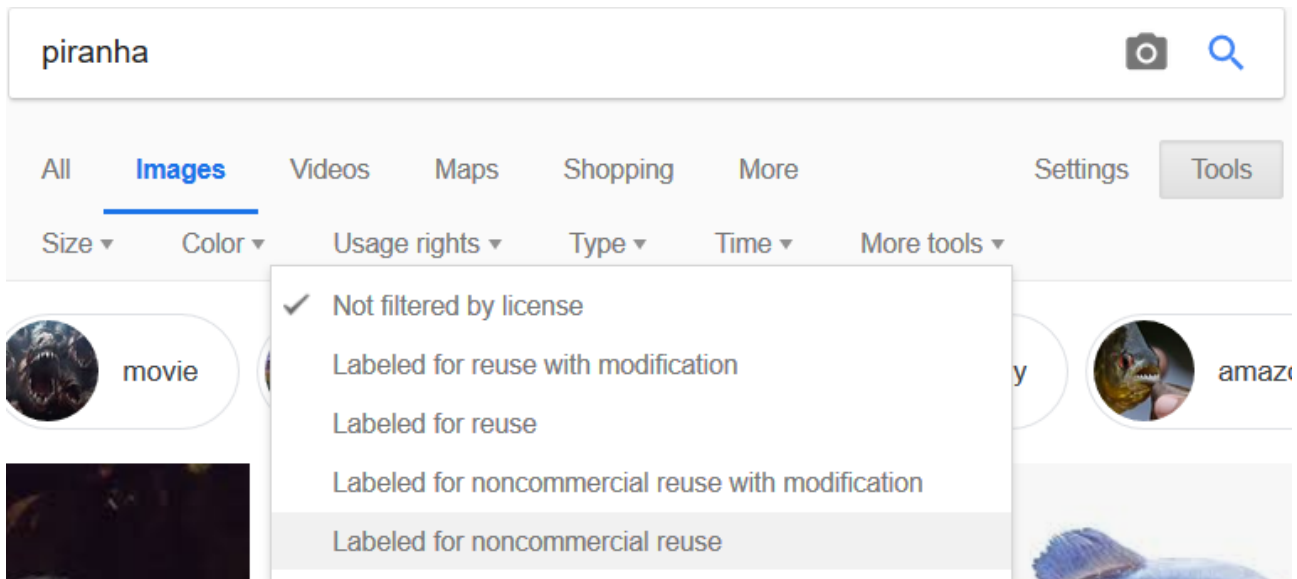 piranha
All Images Videos Maps Shopping More Settings Tools
Size Color Usage rights Type Time More tools
Not filtered by license
Labeled for reuse with modification
movie y amazo
Labeled for reuse
Labeled for noncommercial reuse with modification
Labeled for noncommercial reuse